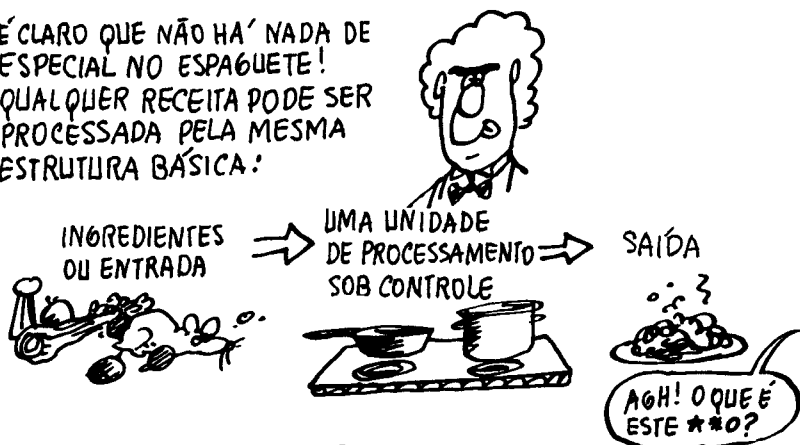 É CLARO QUE NÃO HÁ NADA DE
ESPECIAL NO ESPAGUETE!
QUALQUER RECEITA PODE SER
PROCESSADA PELA MESMA
ESTRUTURA BÁSICA:
INGREDIENTES
OU ENTRADA
UMA UNIDADE
DE PROCESSAMENTO
SOB CONTROLE
SAÍDA
AGH! O QUE É
ESTE **O?